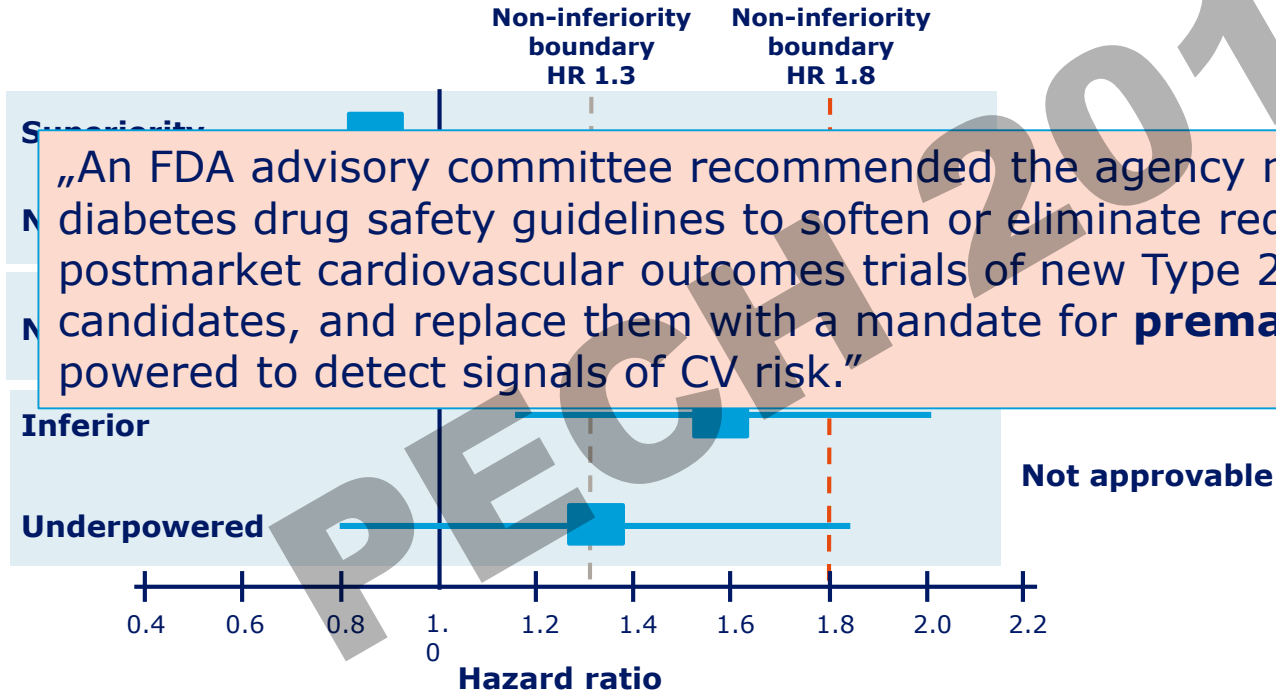 Non-inferiority boundary HR 1.3
Non-inferiority boundary HR 1.8
Superiority
„An FDA advisory committee recommended the agency
diabetes drug safety guidelines to soften or eliminate
postmarket cardiovascular outcomes trials of new Type 2
candidates, and replace them with a mandate for
powered to detect signals of CV risk.”
Inferior
Not approvable
Underpowered
0.4 0.6 0.8 1.0 1.2 1.4 1.6 1.8 2.0 2.2
Hazard ratio
PECH 201